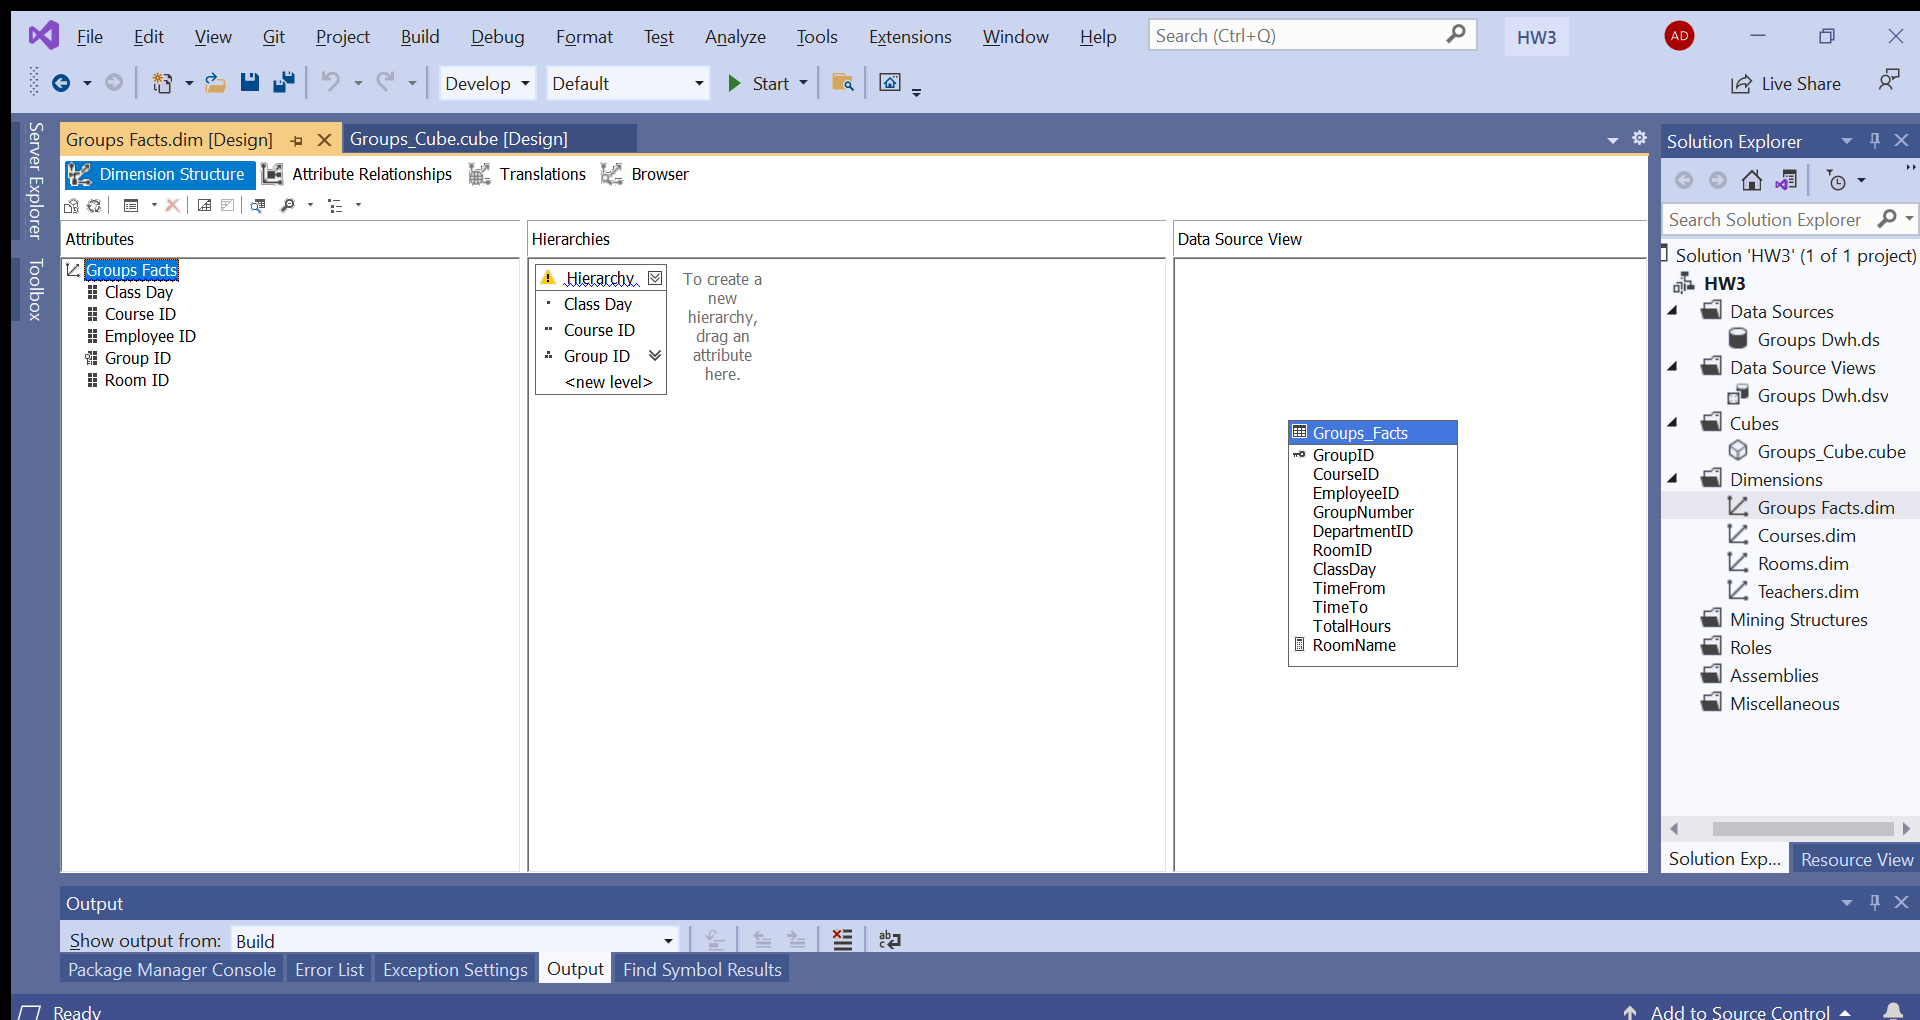 File Edit View Git Project Build Debug Format Test Analyze Tools Extensions Window Help Search (Ctrl+Q) HW3 AD
Develop Default Start Live Share
Server Explorer
Toolbox
Groups Facts.dim [Design] Groups_Cube.cube [Design]
Dimension Structure Attribute Relationships Translations Browser
Attributes
Groups Facts
Class Day
Course ID
Employee ID
Group ID
Room ID
Hierarchies
Hierarchy
Class Day
Course ID
Group ID
<new level>
To create a
new
hierarchy,
drag an
attribute
here.
Data Source View
Groups_Facts
GroupID
CourseID
EmployeeID
GroupNumber
DepartmentID
RoomID
ClassDay
TimeFrom
TimeTo
TotalHours
RoomName
Solution Explorer
Search Solution Explorer
Solution 'HW3' (1 of 1 project)
HW3
Data Sources
Groups Dwh.ds
Data Source Views
Groups Dwh.dsv
Cubes
Groups_Cube.cube
Dimensions
Groups Facts.dim
Courses.dim
Rooms.dim
Teachers.dim
Mining Structures
Roles
Assemblies
Miscellaneous
Solution Exp... Resource View
Output
Show output from: Build
Package Manager Console Error List Exception Settings Output Find Symbol Results
Ready Add to Source Control